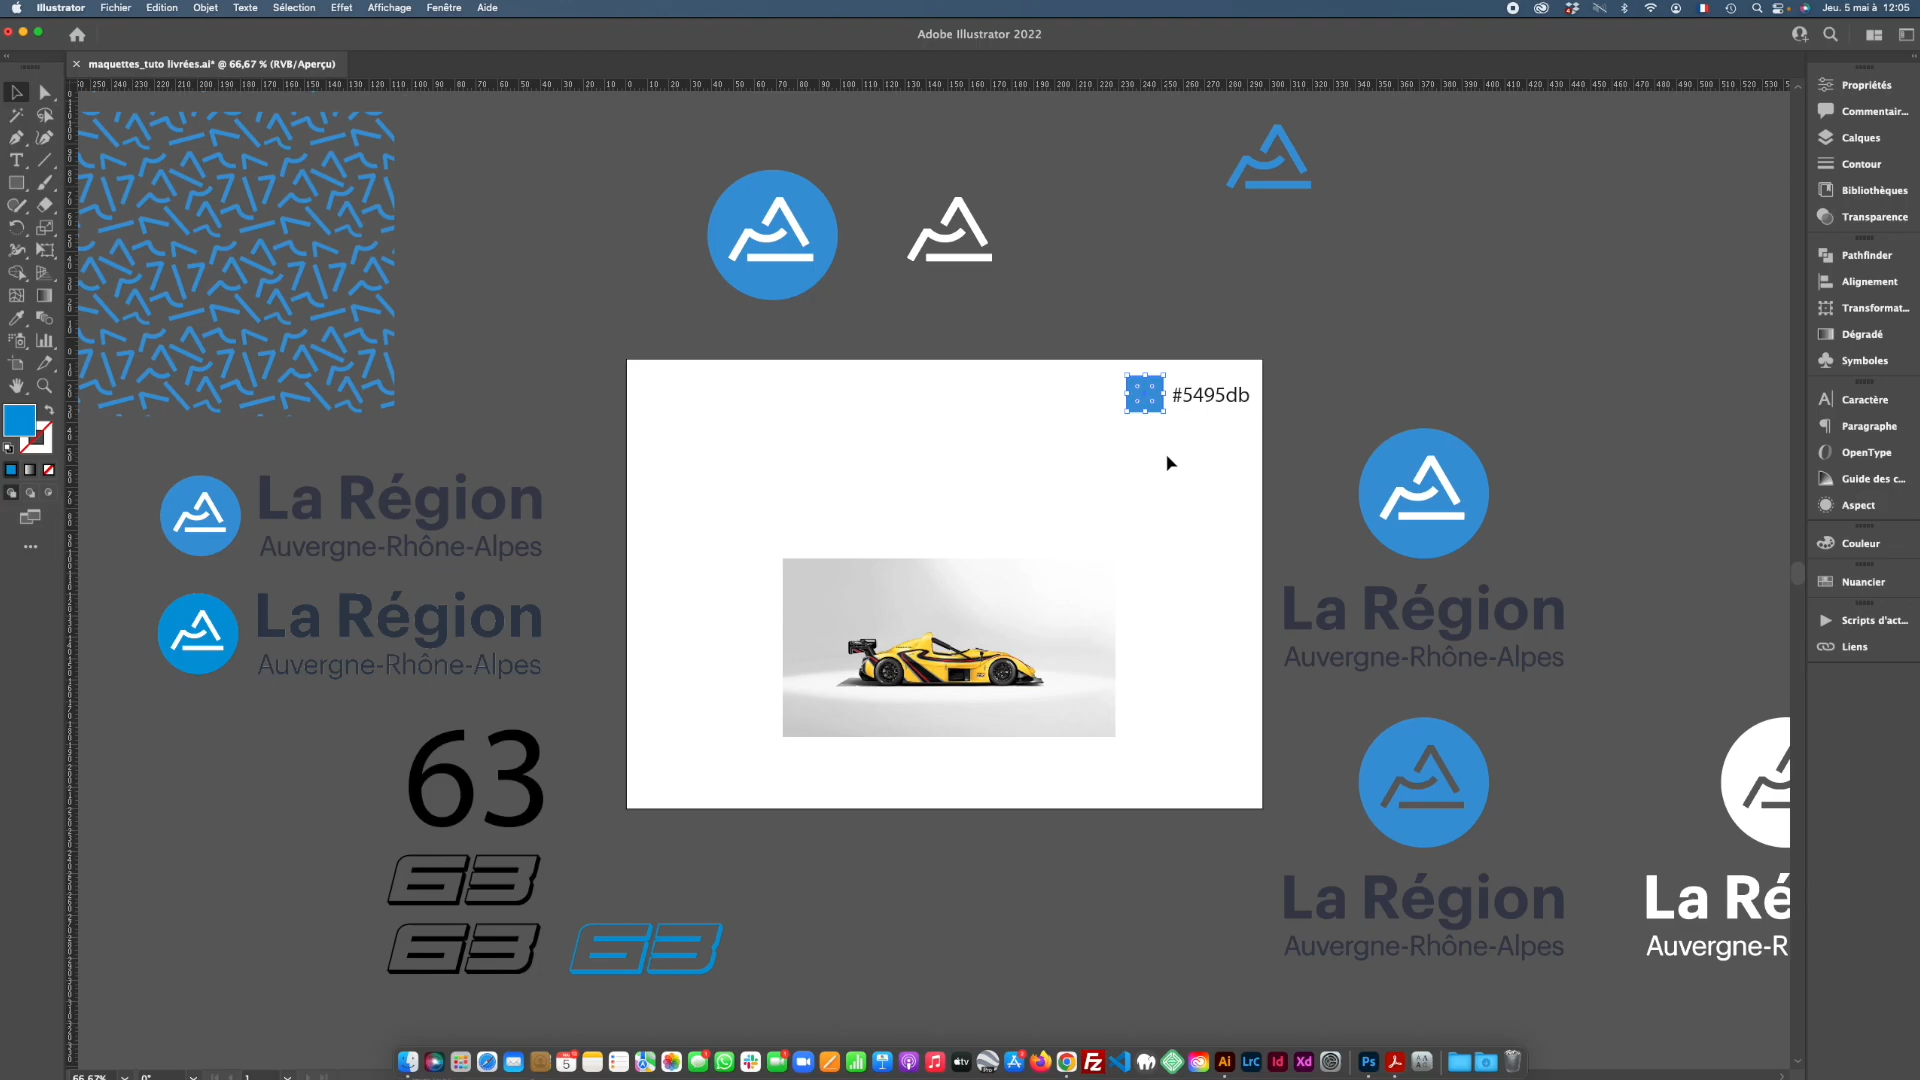 Illustrator Fichier Edition Objet Texte Sélection Effet Affichage Fenêtre Aide
Jeu. 5 mai à 12:05
Adobe Illustrator 2022
maquettes_tuto livrées.ai* @ 66,67 % (RVB/Aperçu)
Propriétés
Commentair...
Calques
Contour
Bibliothèques
Transparence
Pathfinder
Alignement
Transformat...
Dégradé
Symboles
Caractère
Paragraphe
OpenType
Guide des c...
Aspect
Couleur
Nuancier
Scripts d'act...
Liens
#5495db
La Région
Auvergne-Rhône-Alpes
La Région
Auvergne-Rhône-Alpes
La Région
Auvergne-Rhône-Alpes
63
63
63 63
La Région
Auvergne-Rhône-Alpes
La Ré
Auvergne-R
66,67%
0°
1